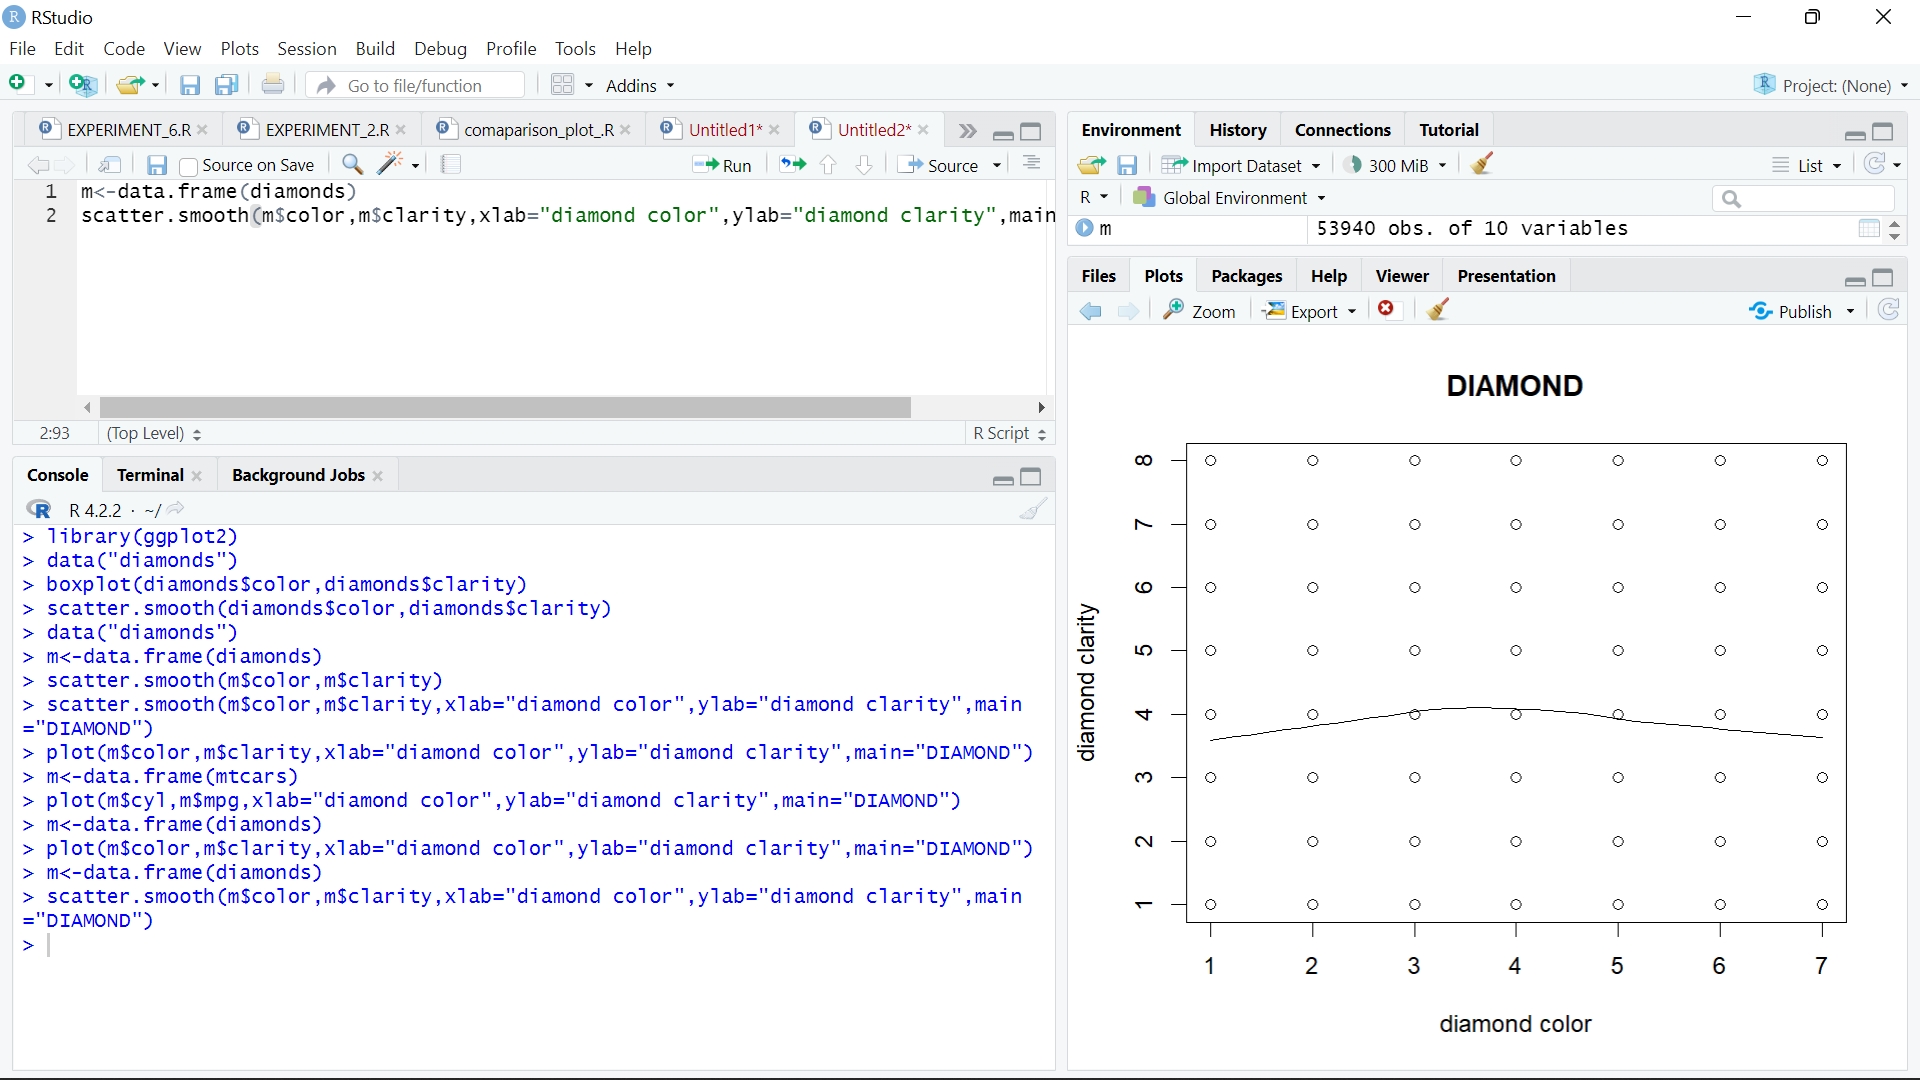 RStudio
File Edit Code View Plots Session Build Debug Profile Tools Help
Go to file/function Addins Project: (None)
EXPERIMENT_6.R EXPERIMENT_2.R comaparison_plot_.R Untitled1* Untitled2*
Source on Save Run Source
1 m<-data.frame(diamonds)
2 scatter.smooth(m$color,m$clarity,xlab="diamond color",ylab="diamond clarity",main
2:93 (Top Level) R Script
Console Terminal Background Jobs
R 4.2.2 · ~/
> library(ggplot2)
> data("diamonds")
> boxplot(diamonds$color,diamonds$clarity)
> scatter.smooth(diamonds$color,diamonds$clarity)
> data("diamonds")
> m<-data.frame(diamonds)
> scatter.smooth(m$color,m$clarity)
> scatter.smooth(m$color,m$clarity,xlab="diamond color",ylab="diamond clarity",main
="DIAMOND")
> plot(m$color,m$clarity,xlab="diamond color",ylab="diamond clarity",main="DIAMOND")
> m<-data.frame(mtcars)
> plot(m$cyl,m$mpg,xlab="diamond color",ylab="diamond clarity",main="DIAMOND")
> m<-data.frame(diamonds)
> plot(m$color,m$clarity,xlab="diamond color",ylab="diamond clarity",main="DIAMOND")
> m<-data.frame(diamonds)
> scatter.smooth(m$color,m$clarity,xlab="diamond color",ylab="diamond clarity",main
="DIAMOND")
>
Environment History Connections Tutorial
Import Dataset 300 MiB List
R Global Environment
m 53940 obs. of 10 variables
Files Plots Packages Help Viewer Presentation
Zoom Export Publish
DIAMOND
8
7
6
5
4
3
2
1
diamond clarity
1 2 3 4 5 6 7
diamond color